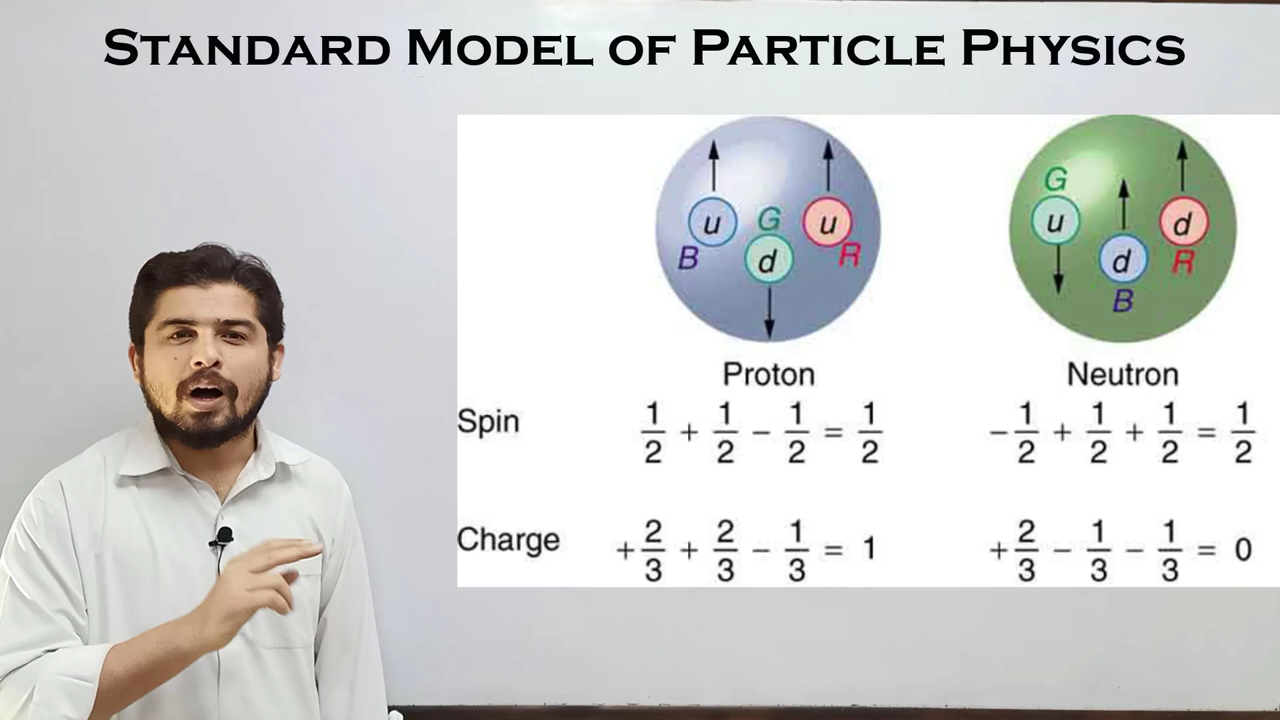 STANDARD MODEL OF PARTICLE PHYSICS
B u G d u R
G u d B d R
Proton Neutron
Spin 1/2 + 1/2 − 1/2 = 1/2 −1/2 + 1/2 + 1/2 = 1/2
Charge +2/3 + 2/3 − 1/3 = 1 +2/3 − 1/3 − 1/3 = 0